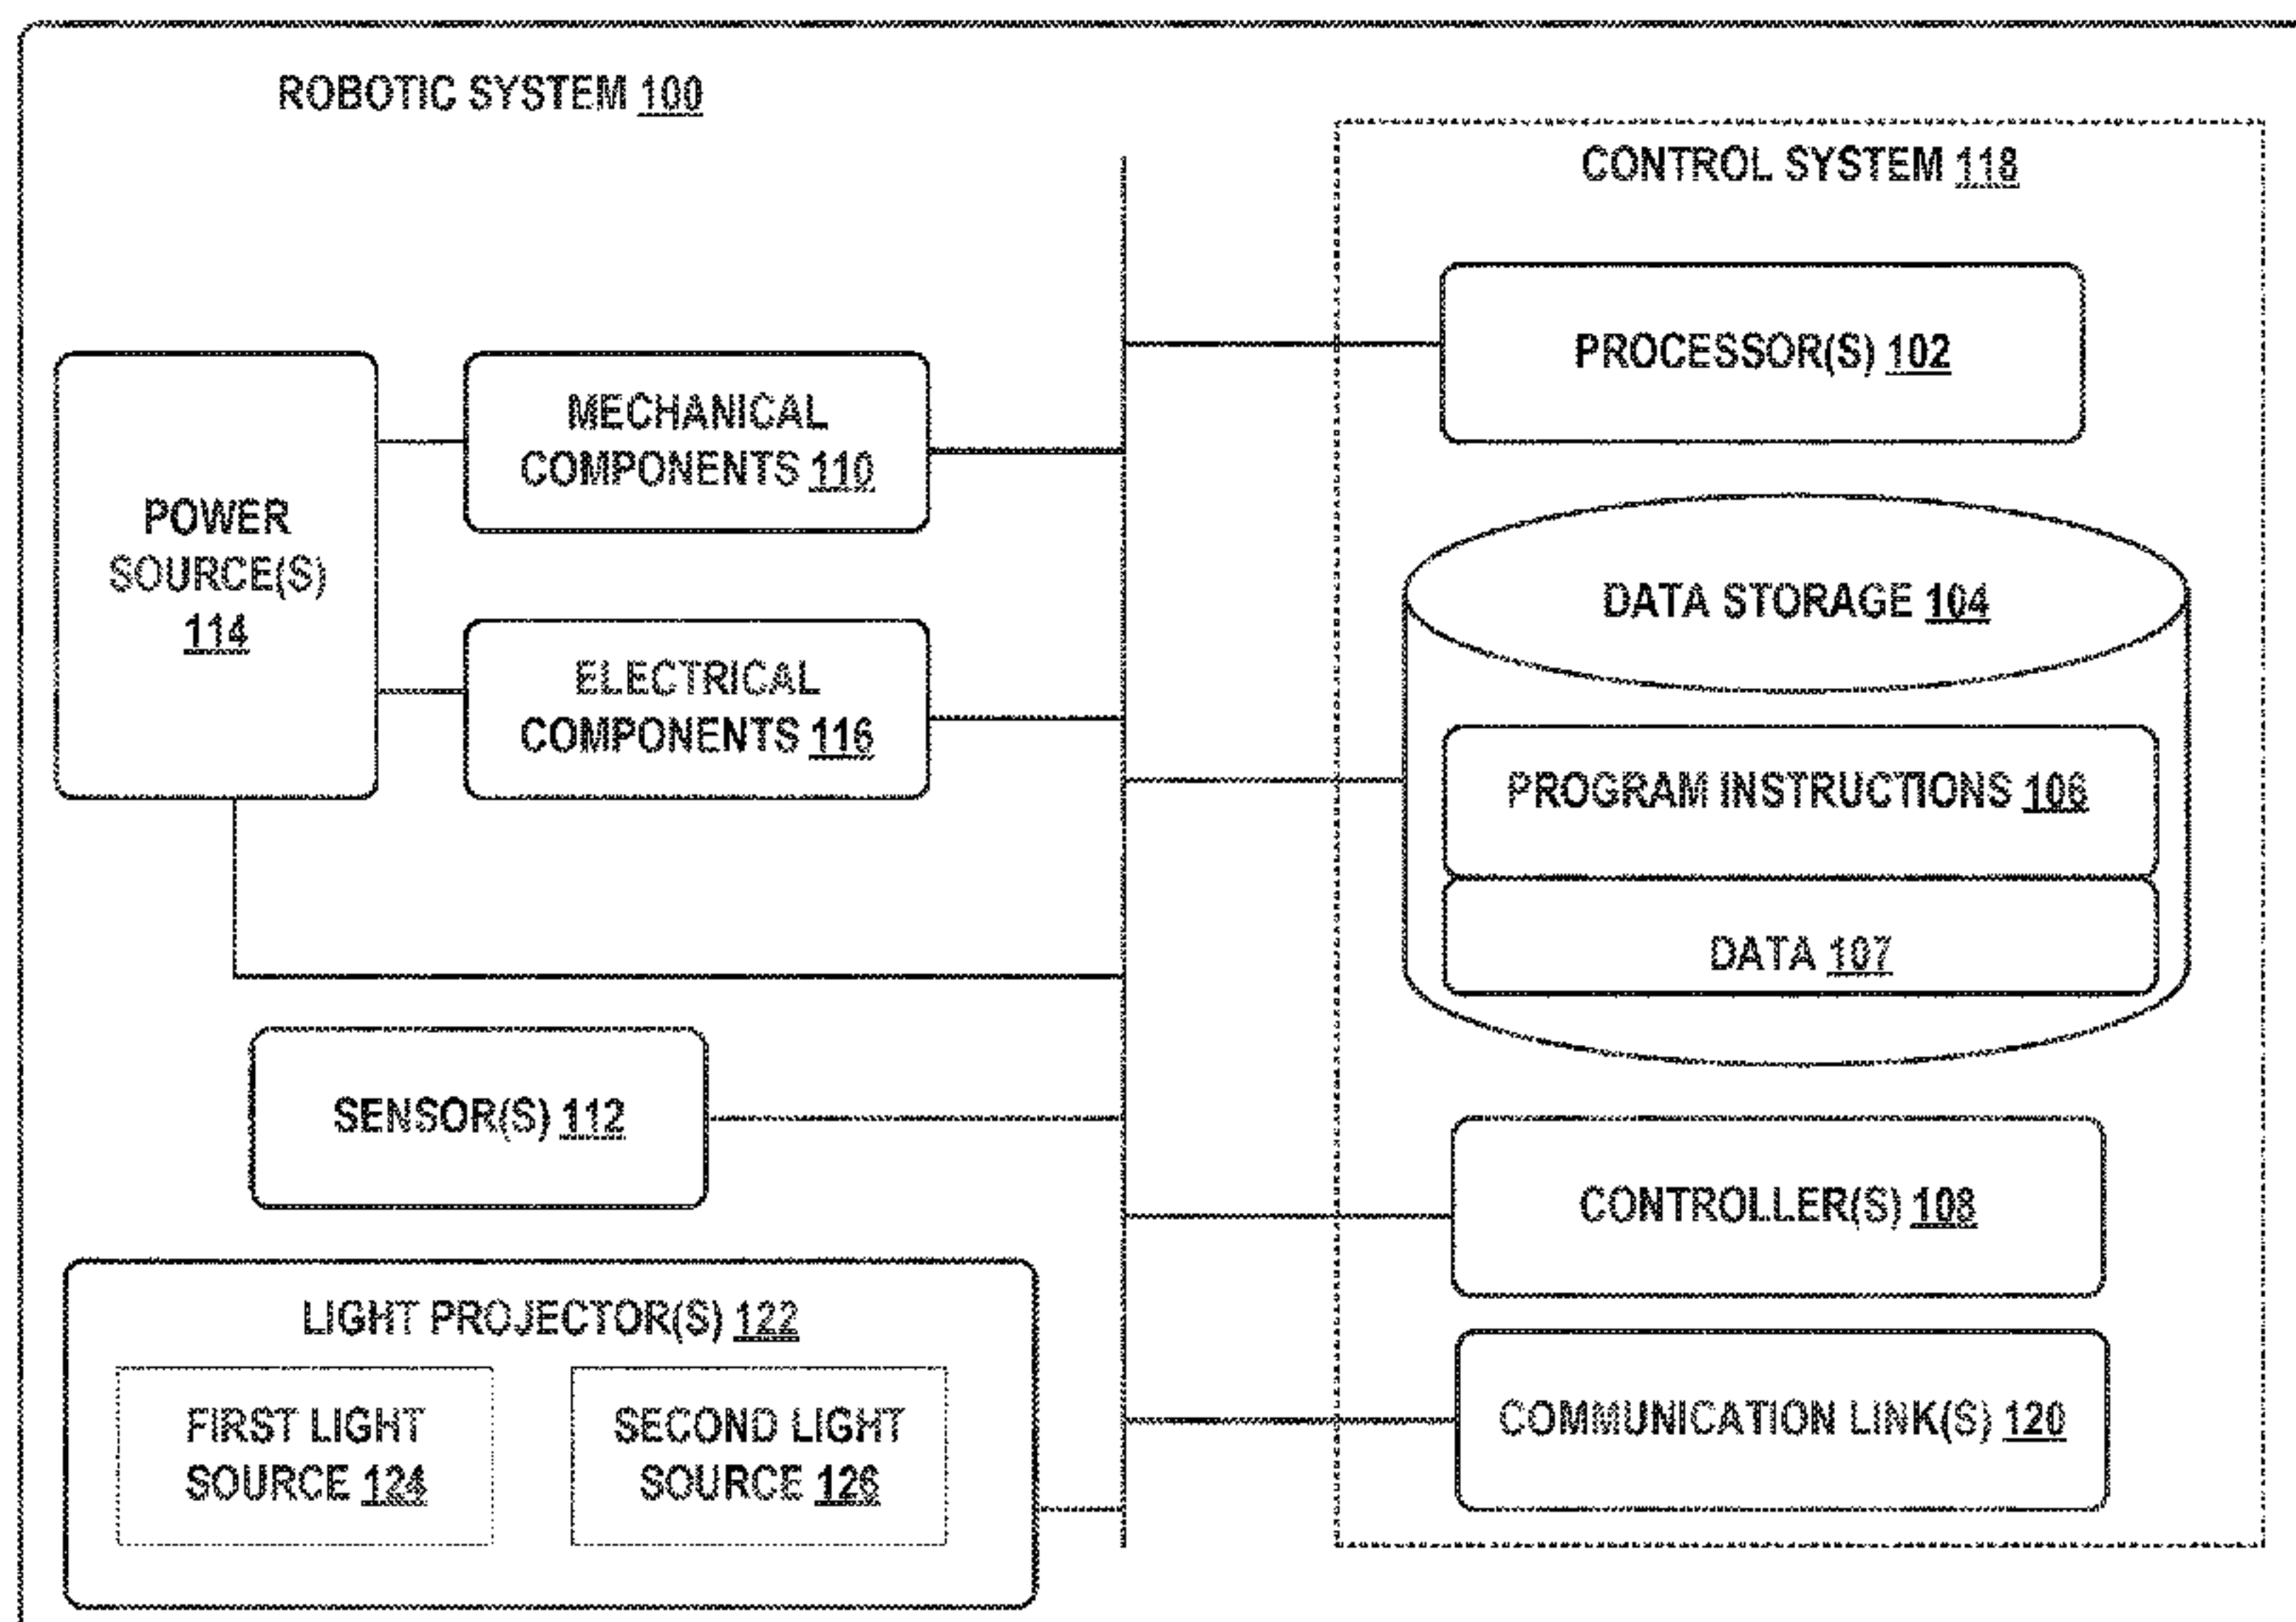 ROBOTIC SYSTEM 100
CONTROL SYSTEM 118
PROCESSOR(S) 102
MECHANICAL
COMPONENTS 110
POWER
SOURCE(S)
114
DATA STORAGE 104
ELECTRICAL
COMPONENTS 116
PROGRAM INSTRUCTIONS 106
DATA 107
SENSOR(S) 112
CONTROLLER(S) 108
LIGHT PROJECTOR(S) 122
FIRST LIGHT
SOURCE 124
SECOND LIGHT
SOURCE 126
COMMUNICATION LINK(S) 120